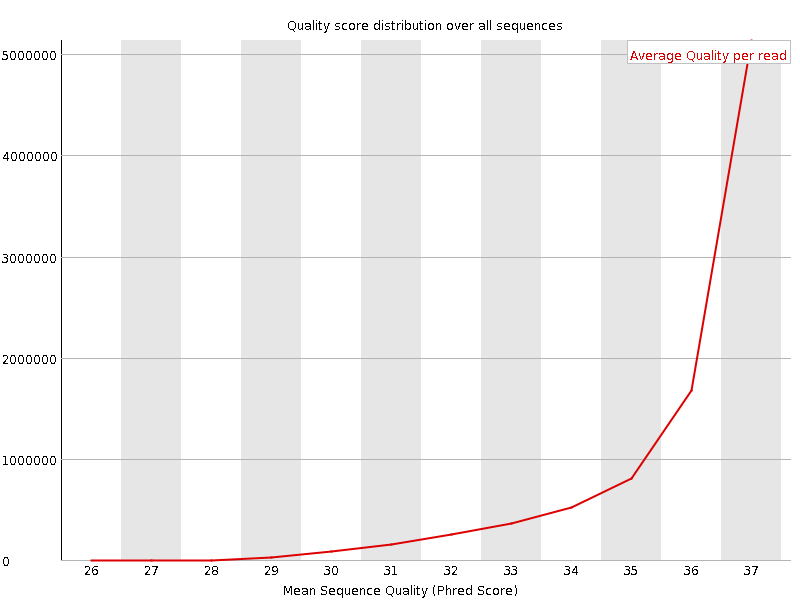 Quality score distribution over all sequences
Average Quality per read
5000000
4000000
3000000
2000000
1000000
0
26 27 28 29 30 31 32 33 34 35 36 37
Mean Sequence Quality (Phred Score)